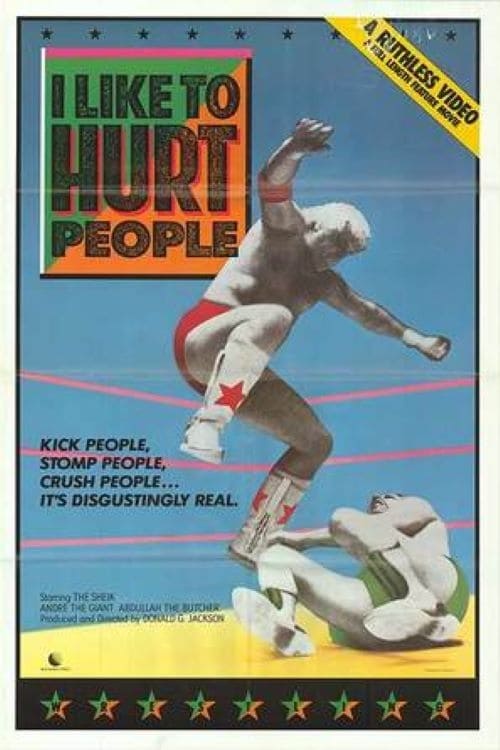 A RUTHLESS VIDEO
A FULL LENGTH FEATURE MOVIE
I LIKE TO
HURT
PEOPLE
KICK PEOPLE,
STOMP PEOPLE,
CRUSH PEOPLE...
IT'S DISGUSTINGLY REAL.
Starring THE SHEIK
ANDRE THE GIANT ABDULLAH THE BUTCHER
Produced and Directed by DONALD G. JACKSON
WRESTLING